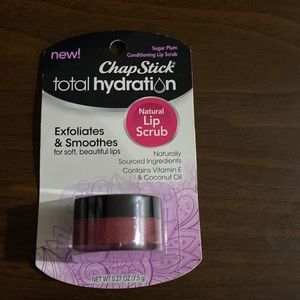 new!
Sugar Plum
Conditioning Lip Scrub
ChapStick
total hydration
Natural
Lip
Scrub
Exfoliates
& Smoothes
for soft, beautiful lips
Naturally
Sourced Ingredients
Contains Vitamin E
& Coconut Oil
NET WT 0.27 OZ (7.5 g)